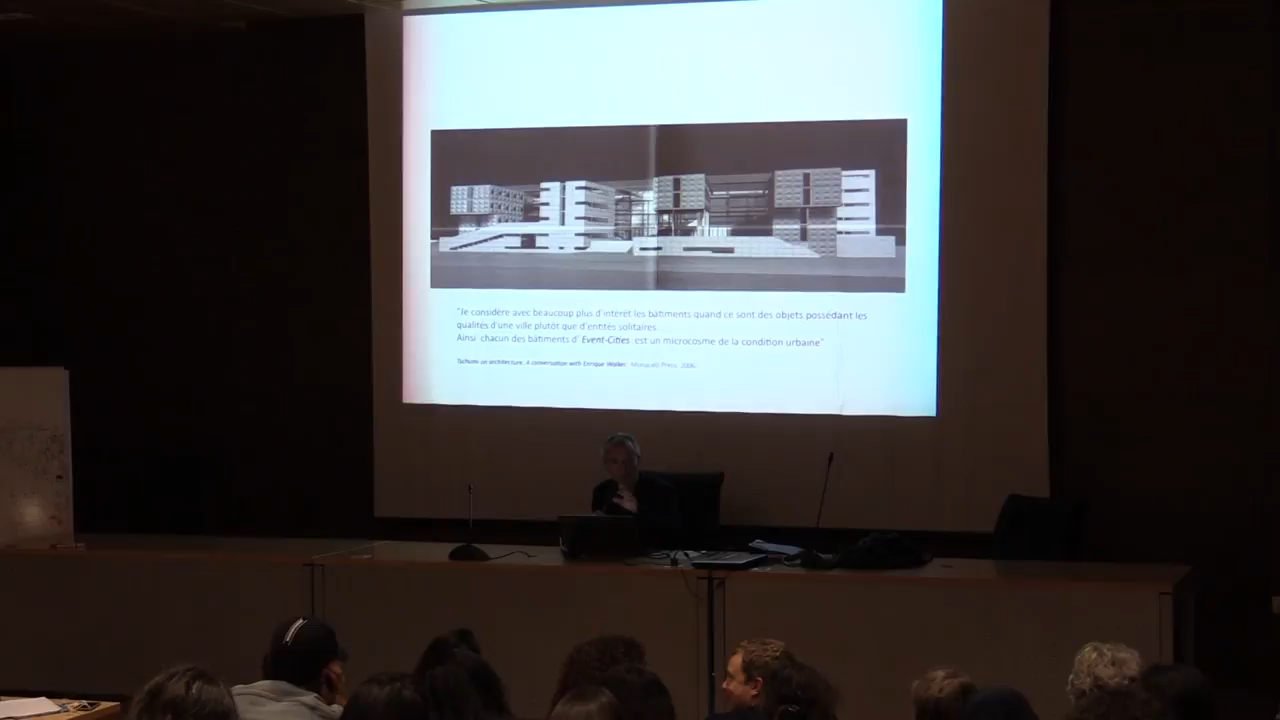 "Je considère avec beaucoup plus d'intérêt les bâtiments quand ce sont des objets possédant les
qualités d'une ville plutôt que d'entités solitaires.
Ainsi chacun des bâtiments d' Event-Cities est un microcosme de la condition urbaine"
Tschumi on architecture: A conversation with Enrique Walker, Monacelli Press, 2006